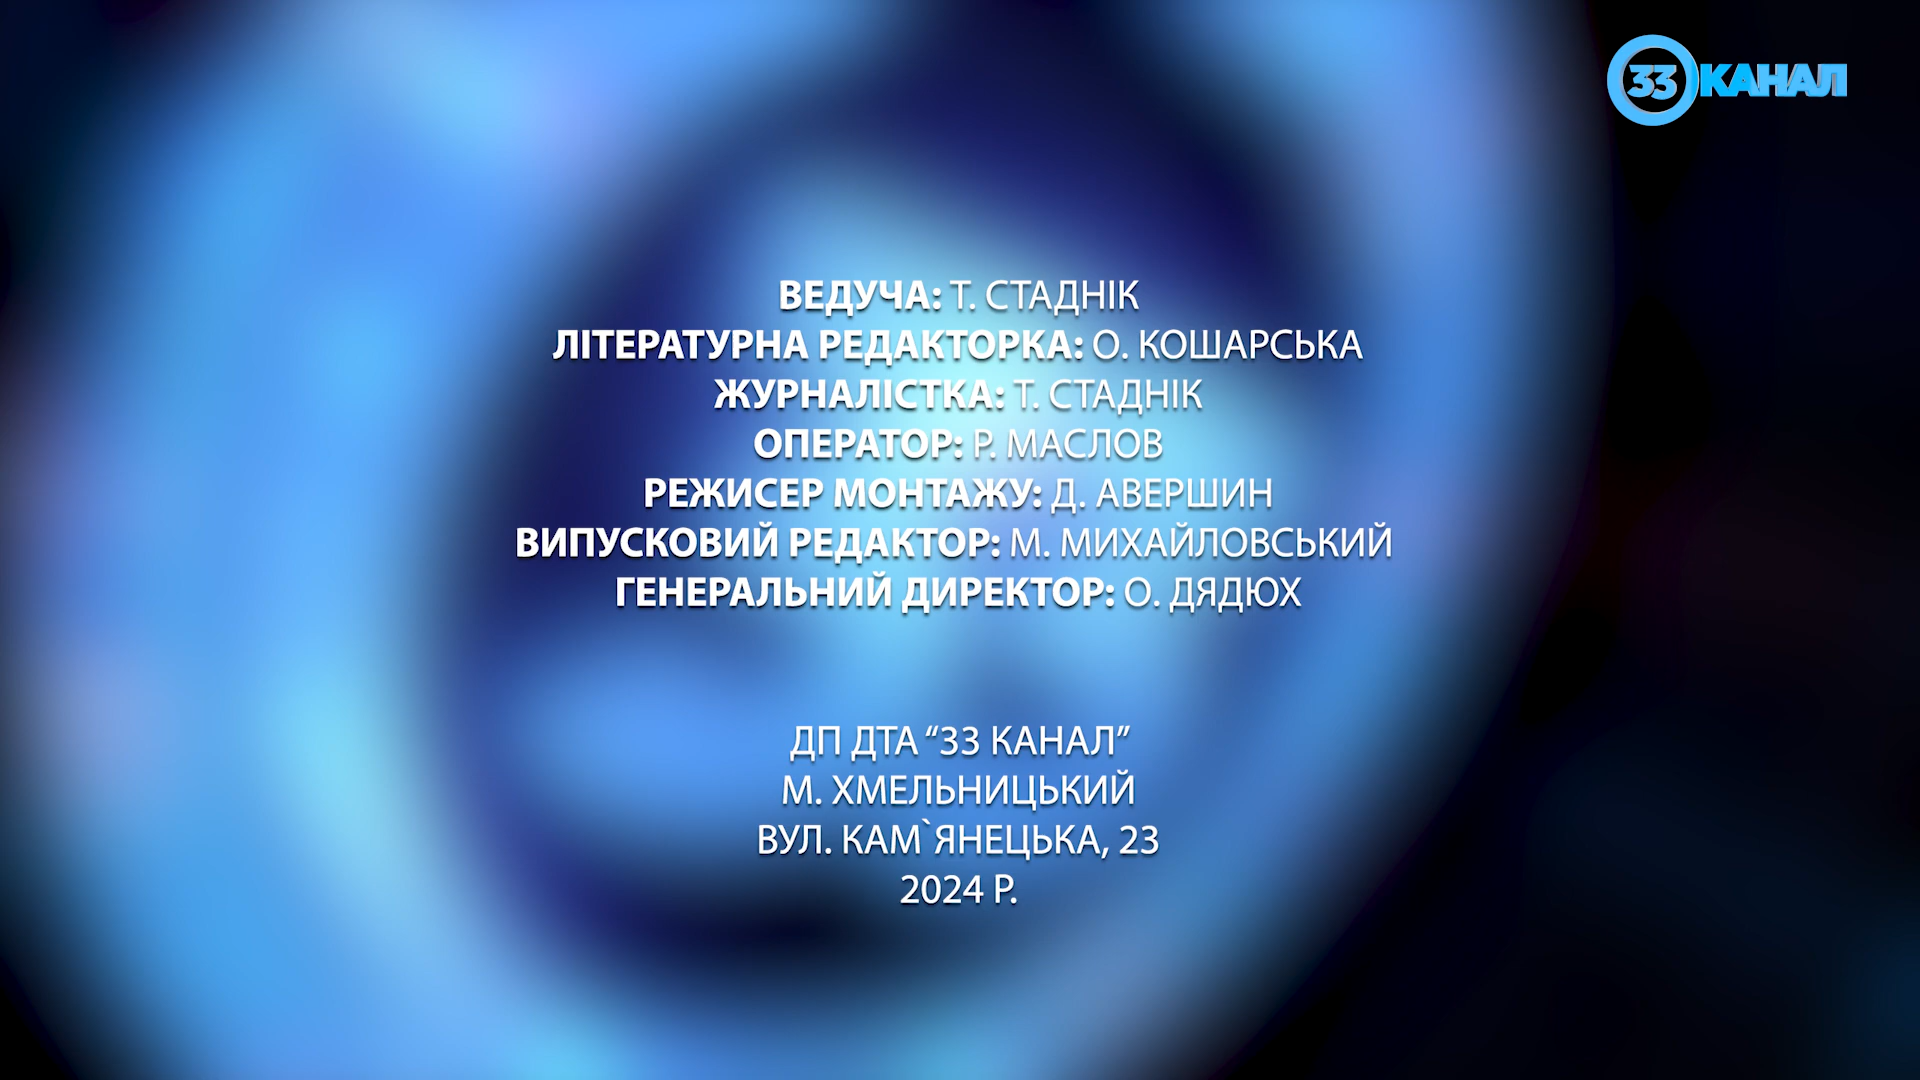 33 КАНАЛ
ВЕДУЧА: Т. СТАДНІК
ЛІТЕРАТУРНА РЕДАКТОРКА: О. КОШАРСЬКА
ЖУРНАЛІСТКА: Т. СТАДНІК
ОПЕРАТОР: Р. МАСЛОВ
РЕЖИСЕР МОНТАЖУ: Д. АВЕРШИН
ВИПУСКОВИЙ РЕДАКТОР: М. МИХАЙЛОВСЬКИЙ
ГЕНЕРАЛЬНИЙ ДИРЕКТОР: О. ДЯДЮХ
ДП ДТА “33 КАНАЛ”
М. ХМЕЛЬНИЦЬКИЙ
ВУЛ. КАМ`ЯНЕЦЬКА, 23
2024 Р.